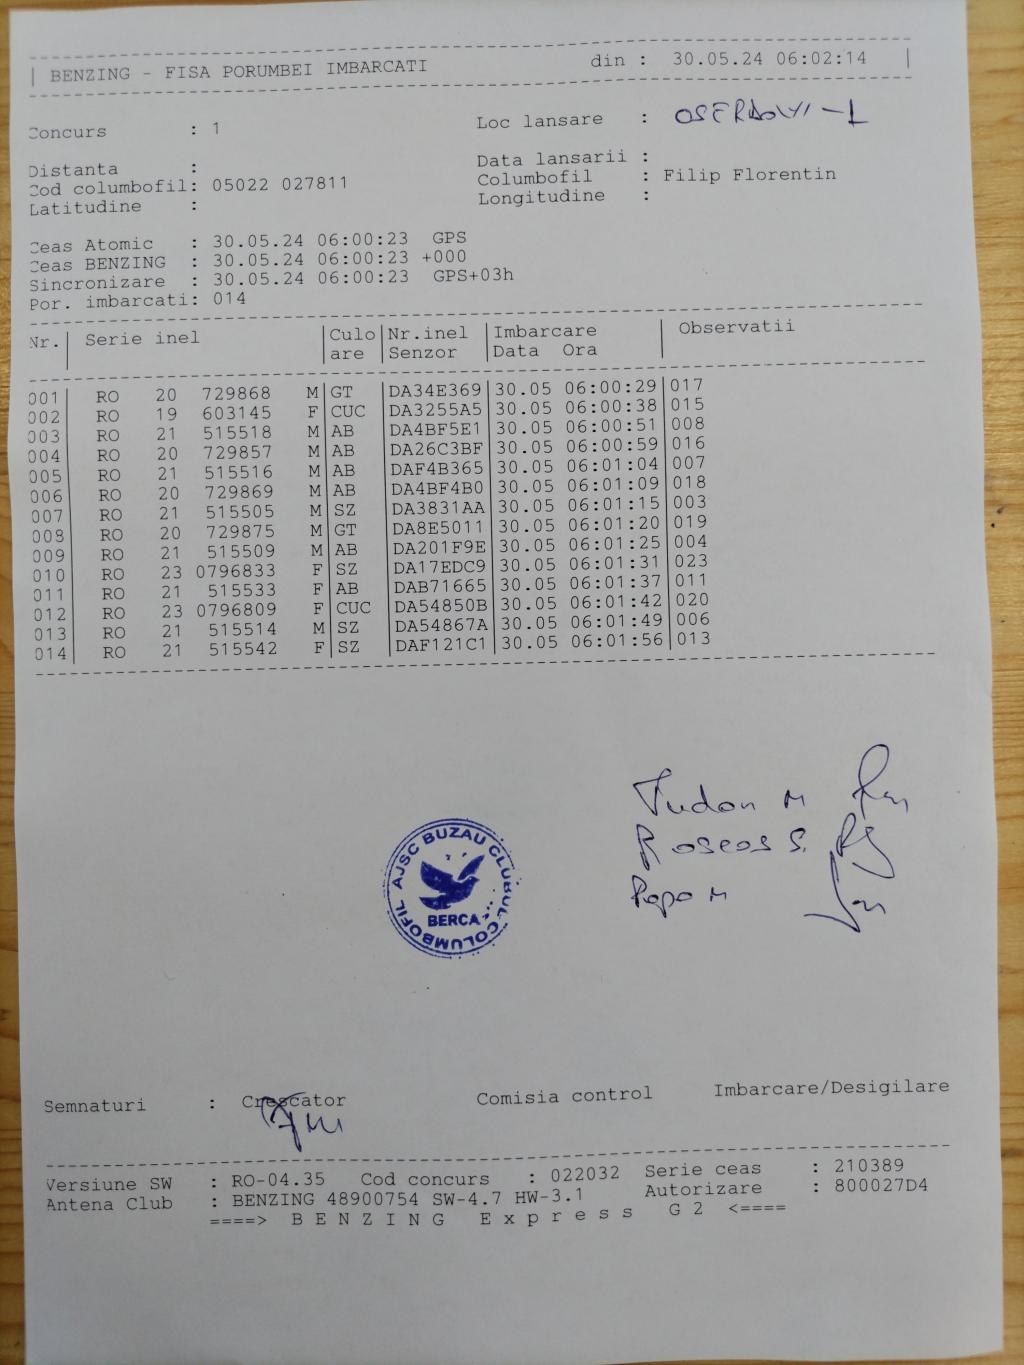 | BENZING - FISA PORUMBEI IMBARCATI din : 30.05.24 06:02:14 |
Concurs : 1 Loc lansare :
Distanta : Data lansarii :
Cod columbofil: 05022 027811 Columbofil : Filip Florentin
Latitudine : Longitudine :
Ceas Atomic : 30.05.24 06:00:23 GPS
Ceas BENZING : 30.05.24 06:00:23 +000
Sincronizare : 30.05.24 06:00:23 GPS+03h
Por. imbarcati: 014
Nr.| Serie inel |Culo|Nr.inel |Imbarcare | Observatii
|are |Senzor |Data Ora |
001| RO 20 729868 M|GT |DA34E369|30.05 06:00:29|017
002| RO 19 603145 F|CUC |DA3255A5|30.05 06:00:38|015
003| RO 21 515518 M|AB |DA4BF5E1|30.05 06:00:51|008
004| RO 20 729857 M|AB |DA26C3BF|30.05 06:00:59|016
005| RO 21 515516 M|AB |DAF4B365|30.05 06:01:04|007
006| RO 20 729869 M|AB |DA4BF4B0|30.05 06:01:09|018
007| RO 21 515505 M|SZ |DA3831AA|30.05 06:01:15|003
008| RO 20 729875 M|GT |DA8E5011|30.05 06:01:20|019
009| RO 21 515509 M|AB |DA201F9E|30.05 06:01:25|004
010| RO 23 0796833 F|SZ |DA17EDC9|30.05 06:01:31|023
011| RO 21 515533 F|AB |DAB71665|30.05 06:01:37|011
012| RO 23 0796809 F|CUC |DA54850B|30.05 06:01:42|020
013| RO 21 515514 M|SZ |DA54867A|30.05 06:01:49|006
014| RO 21 515542 F|SZ |DAF121C1|30.05 06:01:56|013
Tudor M
S.
Popa M
AJSC BUZAU CLUBUL COLUMBOFIL
BERCA
Semnaturi : Crescator Comisia control Imbarcare/Desigilare
Versiune SW : RO-04.35 Cod concurs : 022032 Serie ceas : 210389
Antena Club : BENZING 48900754 SW-4.7 HW-3.1 Autorizare : 800027D4
====> B E N Z I N G E x p r e s s G 2 <====